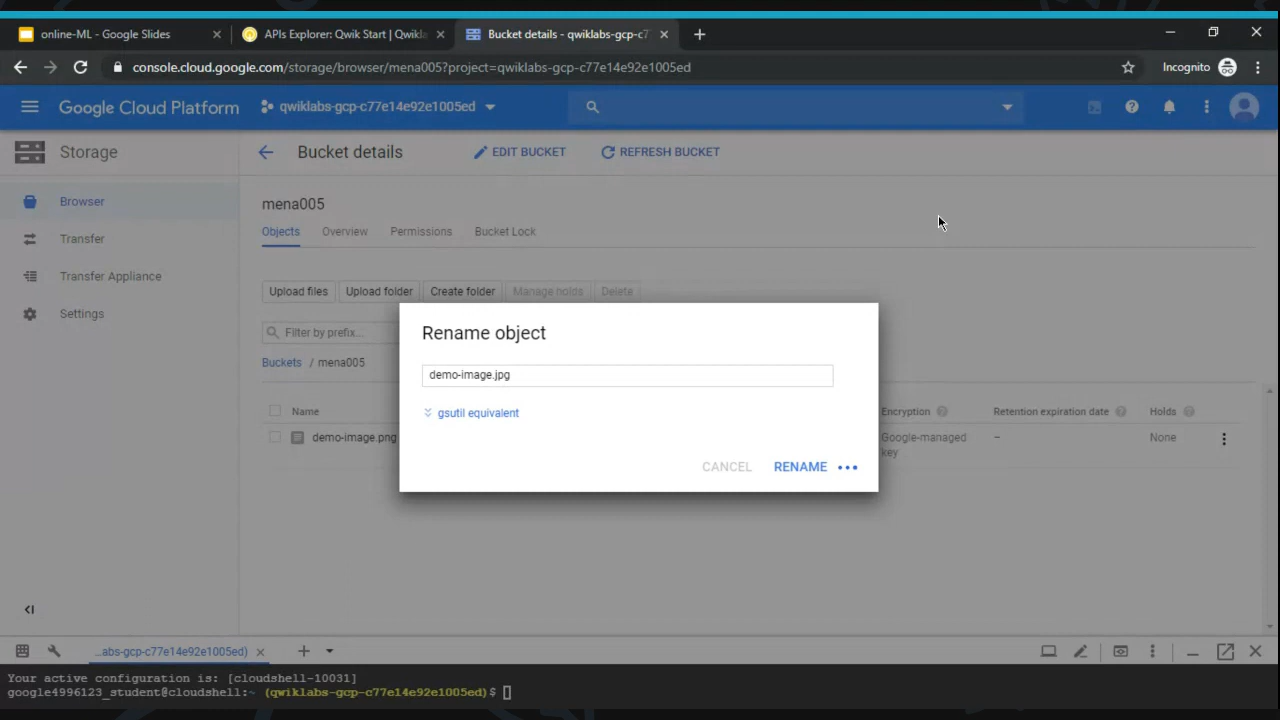 online-ML - Google Slides
APIs Explorer: Qwik Start | Qwikla
Bucket details - qwiklabs-gcp-c7
console.cloud.google.com/storage/browser/mena005?project=qwiklabs-gcp-c77e14e92e1005ed
Incognito
Google Cloud Platform
qwiklabs-gcp-c77e14e92e1005ed
Storage
Bucket details
EDIT BUCKET
REFRESH BUCKET
Browser
Transfer
Transfer Appliance
Settings
mena005
Objects Overview Permissions Bucket Lock
Upload files Upload folder Create folder Manage holds Delete
Filter by prefix...
Buckets / mena005
Name
Encryption
Retention expiration date
Holds
demo-image.png
Google-managed
key
–
None
Rename object
demo-image.jpg
gsutil equivalent
CANCEL RENAME
...abs-gcp-c77e14e92e1005ed)
Your active configuration is: [cloudshell-10031]
google4996123_student@cloudshell:~ (qwiklabs-gcp-c77e14e92e1005ed)$